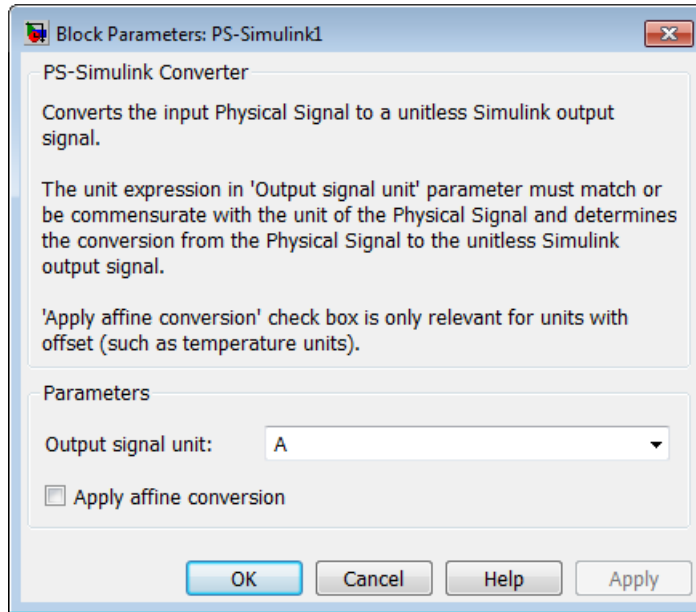 Block Parameters: PS-Simulink1
PS-Simulink Converter
Converts the input Physical Signal to a unitless Simulink output
signal.
The unit expression in 'Output signal unit' parameter must match or
be commensurate with the unit of the Physical Signal and determines
the conversion from the Physical Signal to the unitless Simulink
output signal.
'Apply affine conversion' check box is only relevant for units with
offset (such as temperature units).
Parameters
Output signal unit: A
Apply affine conversion
OK Cancel Help Apply